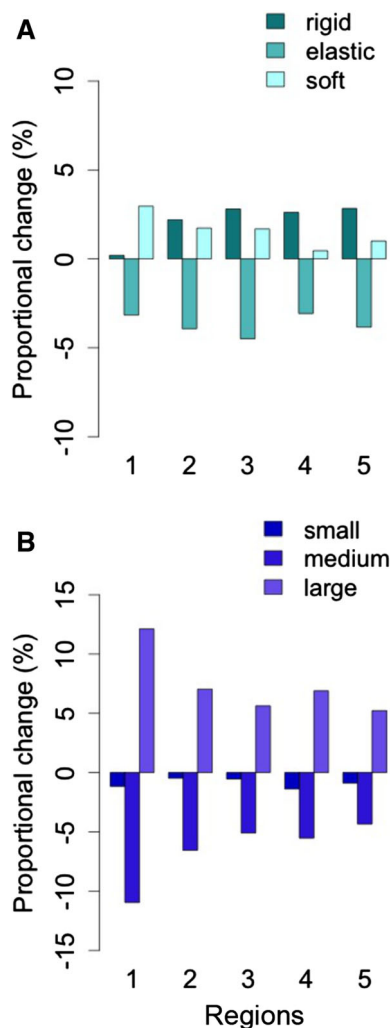 A
rigid
elastic
soft
Proportional change (%)
10
5
0
-5
-10
1 2 3 4 5
B
small
medium
large
Proportional change (%)
15
10
5
0
-5
-10
-15
1 2 3 4 5
Regions